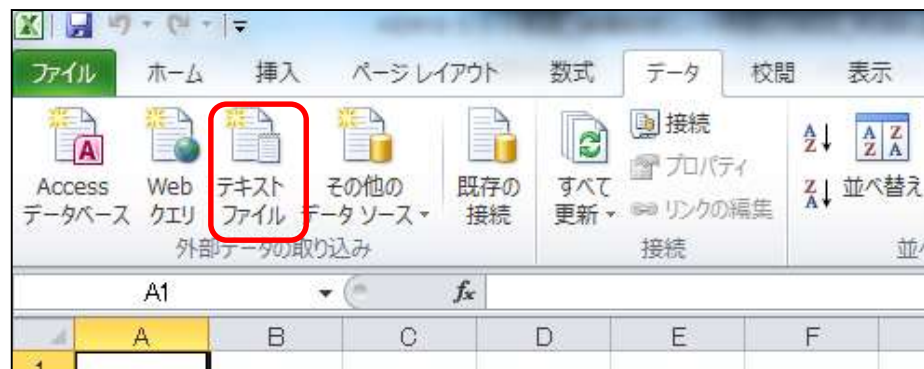 ファイル ホーム 挿入 ページ レイアウト 数式 データ 校閲 表示
Access データベース
Web クエリ
テキスト ファイル
その他の データ ソース
既存の 接続
外部データの取り込み
すべて 更新
接続
プロパティ
リンクの編集
接続
A Z
Z A
A Z Z A
並べ替え
並
A1
fx
A B C D E F
1